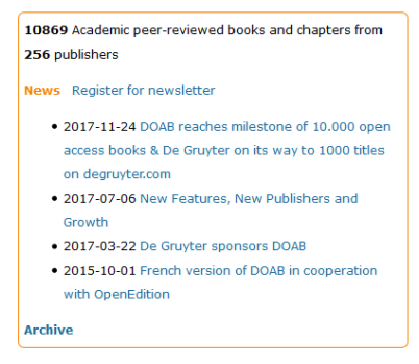 10869 Academic peer-reviewed books and chapters from
256 publishers
News Register for newsletter
• 2017-11-24 DOAB reaches milestone of 10.000 open
access books & De Gruyter on its way to 1000 titles
on degruyter.com
• 2017-07-06 New Features, New Publishers and
Growth
• 2017-03-22 De Gruyter sponsors DOAB
• 2015-10-01 French version of DOAB in cooperation
with OpenEdition
Archive